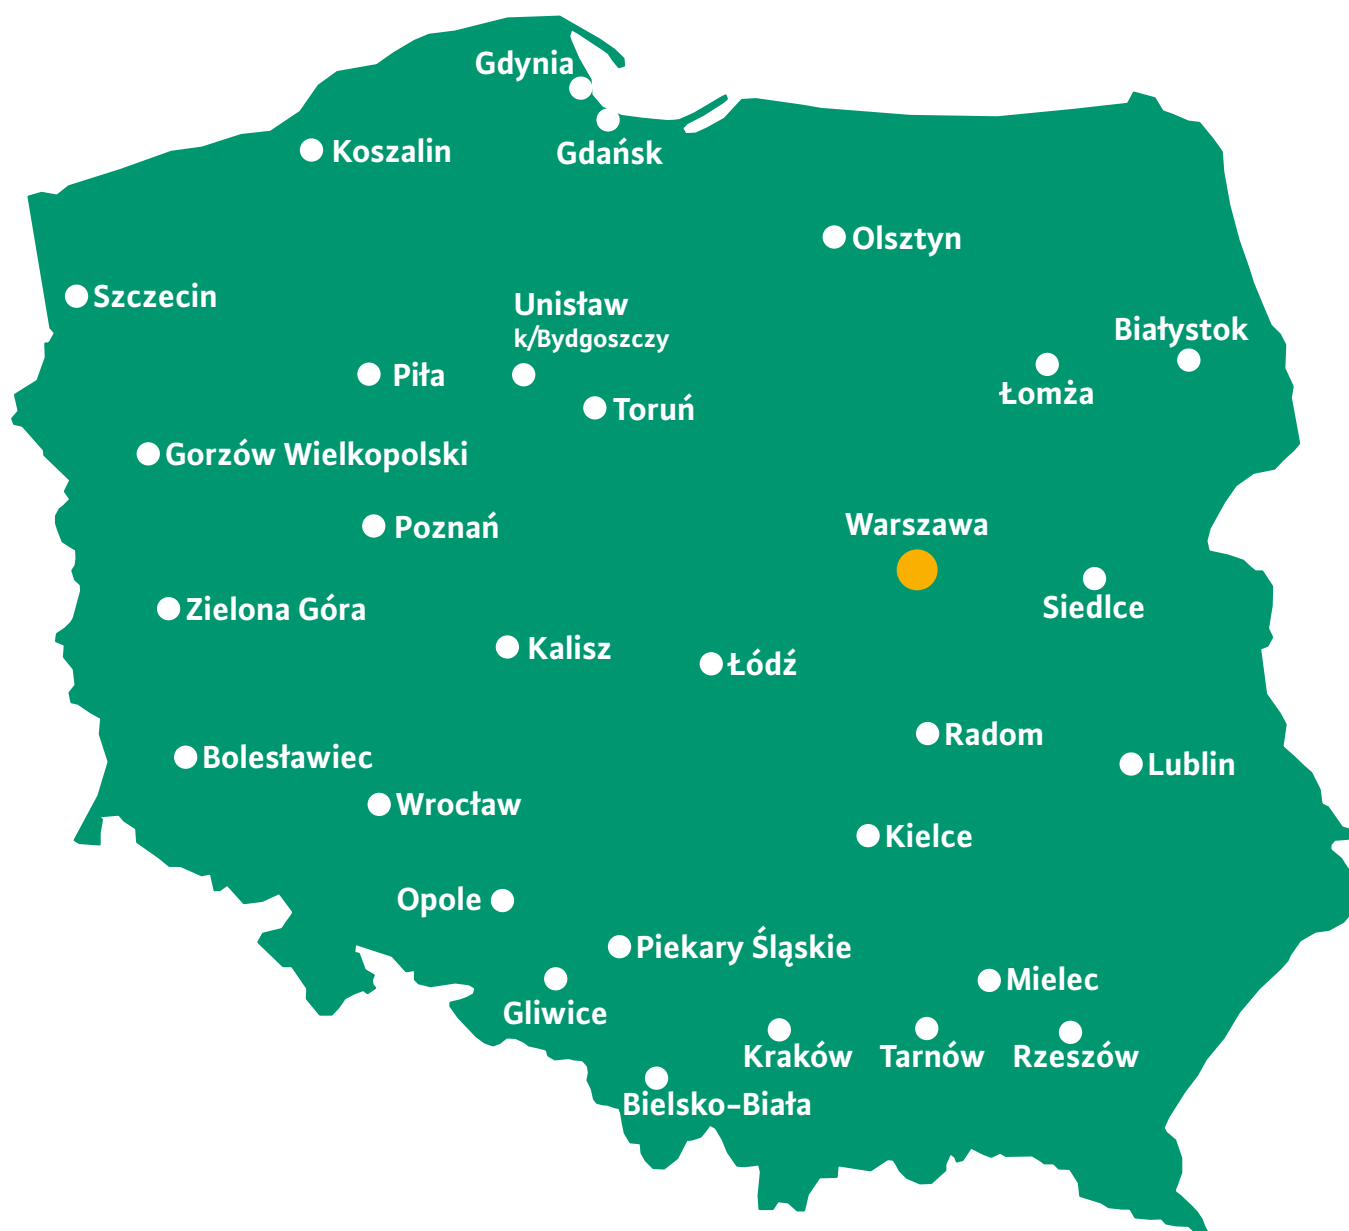 Gdynia
Koszalin
Gdańsk
Olsztyn
Szczecin
Unisław
k/Bydgoszczy
Białystok
Piła
Łomża
Toruń
Gorzów Wielkopolski
Poznań
Warszawa
Zielona Góra
Siedlce
Kalisz
Łódź
Radom
Bolesławiec
Lublin
Wrocław
Kielce
Opole
Piekary Śląskie
Mielec
Gliwice
Kraków
Tarnów
Rzeszów
Bielsko-Biała